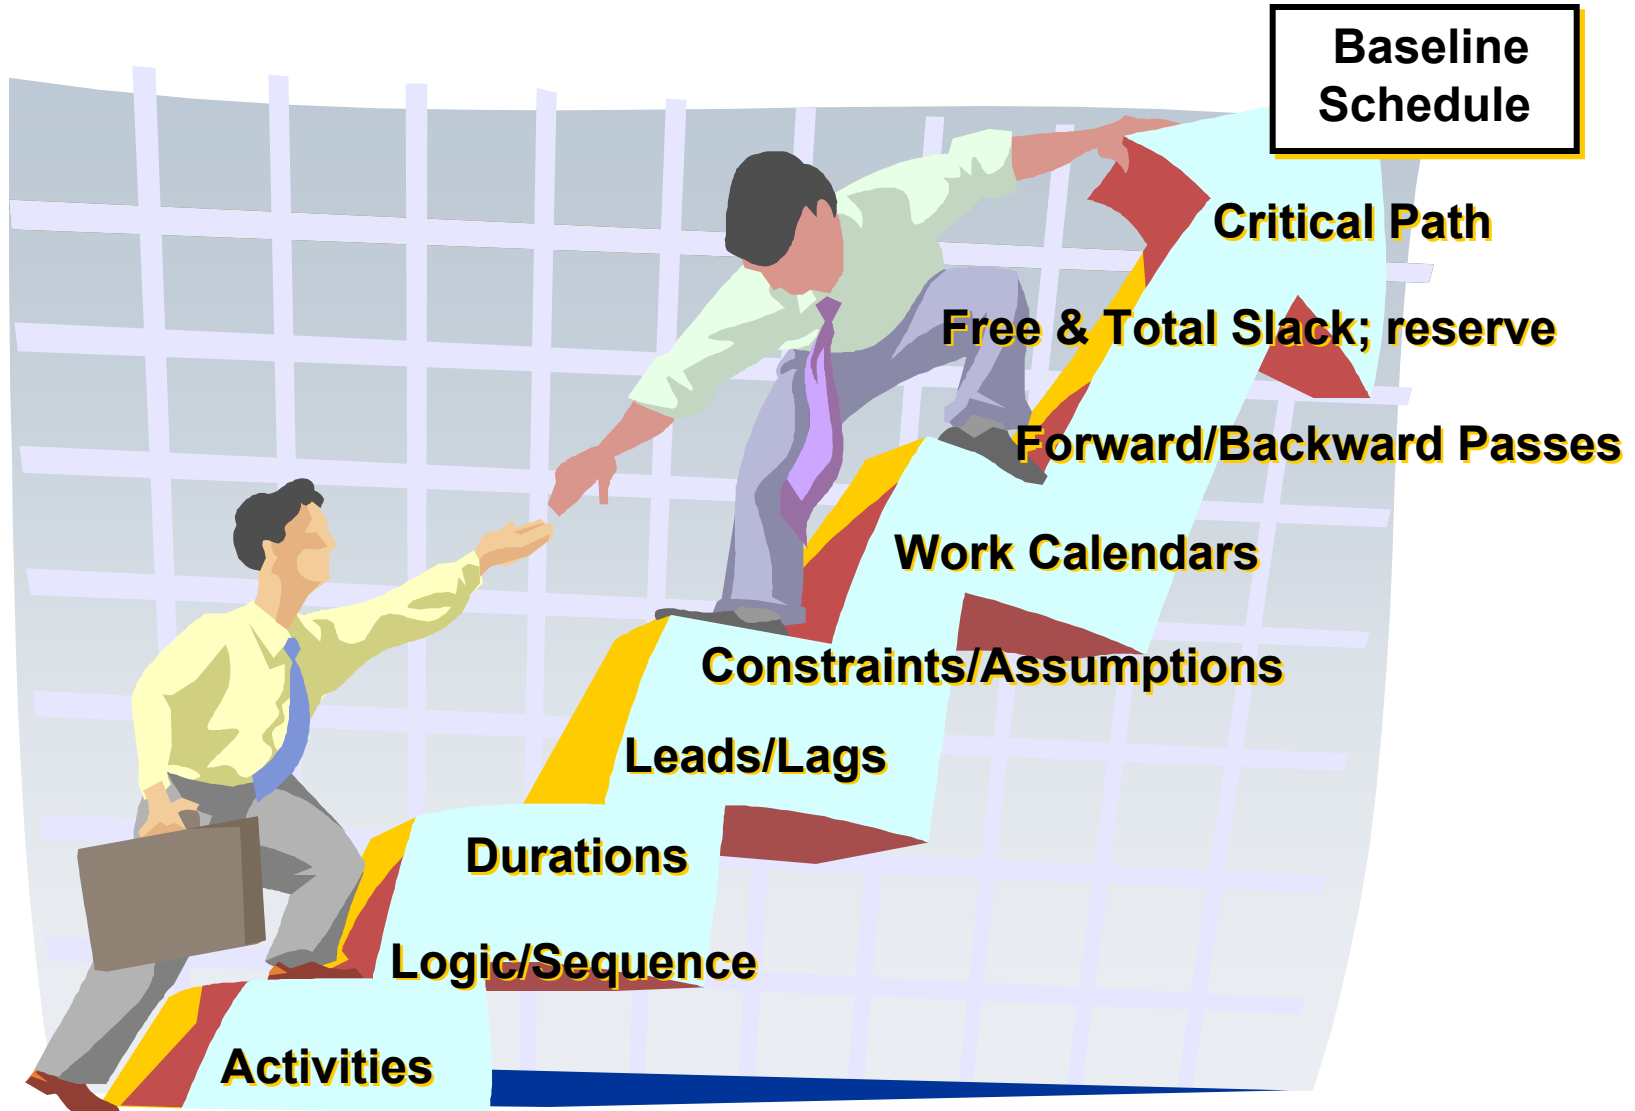 Baseline
Schedule
Critical Path
Free & Total Slack; reserve
Forward/Backward Passes
Work Calendars
Constraints/Assumptions
Leads/Lags
Durations
Logic/Sequence
Activities